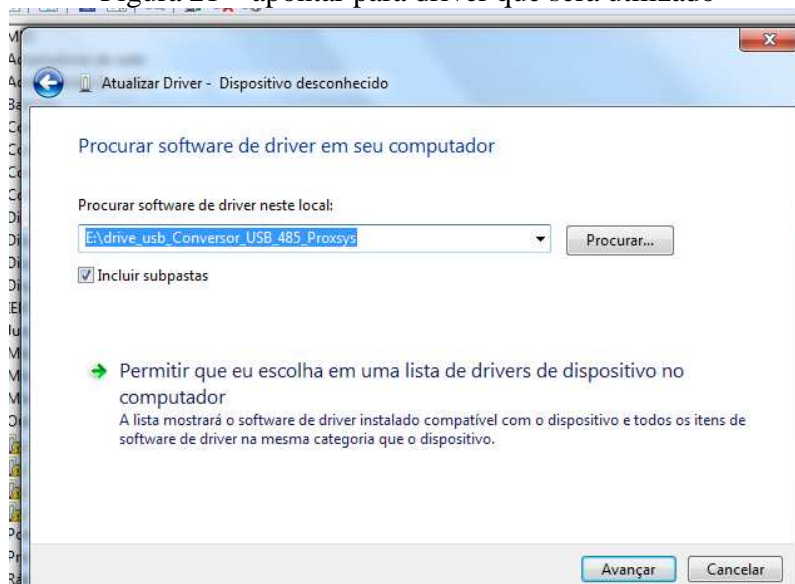 Figura 21 – apontar para driver que será utilizado
Atualizar Driver - Dispositivo desconhecido
Procurar software de driver em seu computador
Procurar software de driver neste local:
E:\drive_usb_Conversor_USB_485_Proxsys
Procurar...
Incluir subpastas
Permitir que eu escolha em uma lista de drivers de dispositivo no
computador
A lista mostrará o software de driver instalado compatível com o dispositivo e todos os itens de
software de driver na mesma categoria que o dispositivo.
Avançar
Cancelar